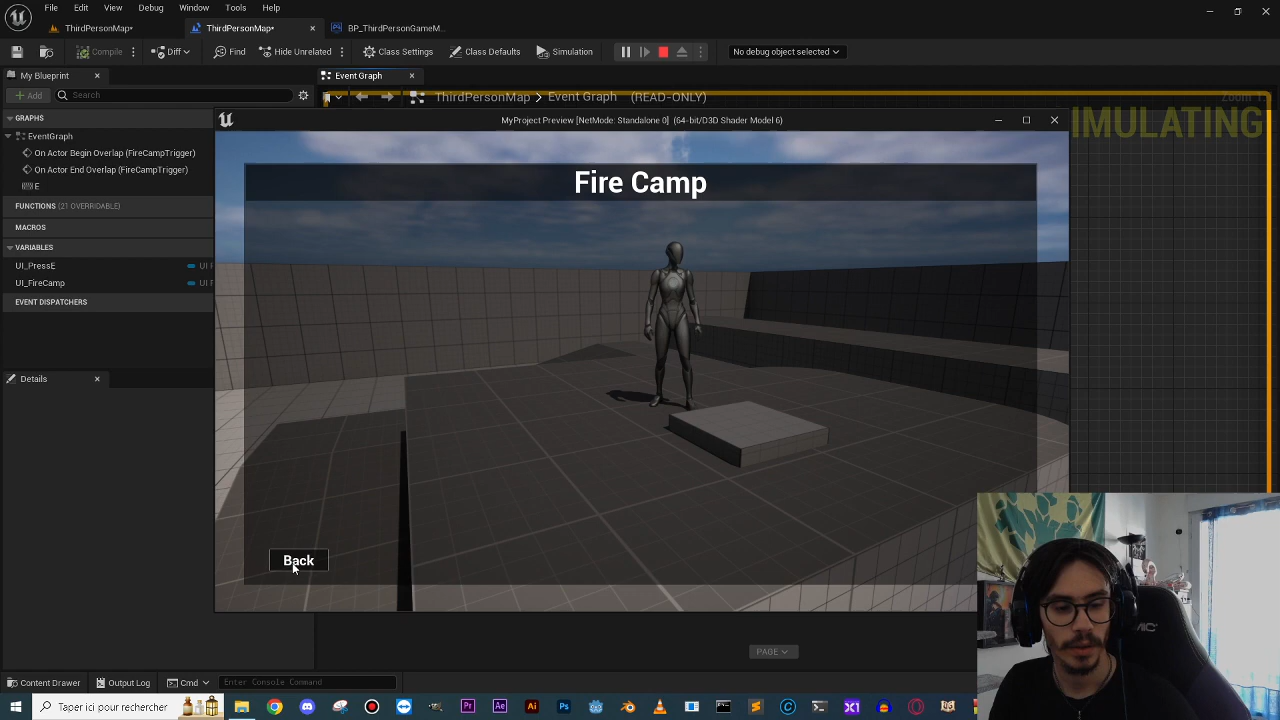 File Edit View Debug Window Tools Help
ThirdPersonMap* ThirdPersonMap* BP_ThirdPersonGameM...
Compile Diff Find Hide Unrelated Class Settings Class Defaults Simulation No debug object selected
My Blueprint Event Graph
Add Search ThirdPersonMap > Event Graph (READ-ONLY)
GRAPHS MyProject Preview [NetMode: Standalone 0] (64-bit/D3D Shader Model 6) IMULATING
EventGraph
On Actor Begin Overlap (FireCampTrigger)
On Actor End Overlap (FireCampTrigger)
E
Fire Camp
FUNCTIONS (21 OVERRIDABLE)
MACROS
VARIABLES
UI_PressE UI
UI_FireCamp UI
EVENT DISPATCHERS
Details
Back
PAGE
Content Drawer Output Log Cmd Enter Console Command
Taper ici pour rechercher